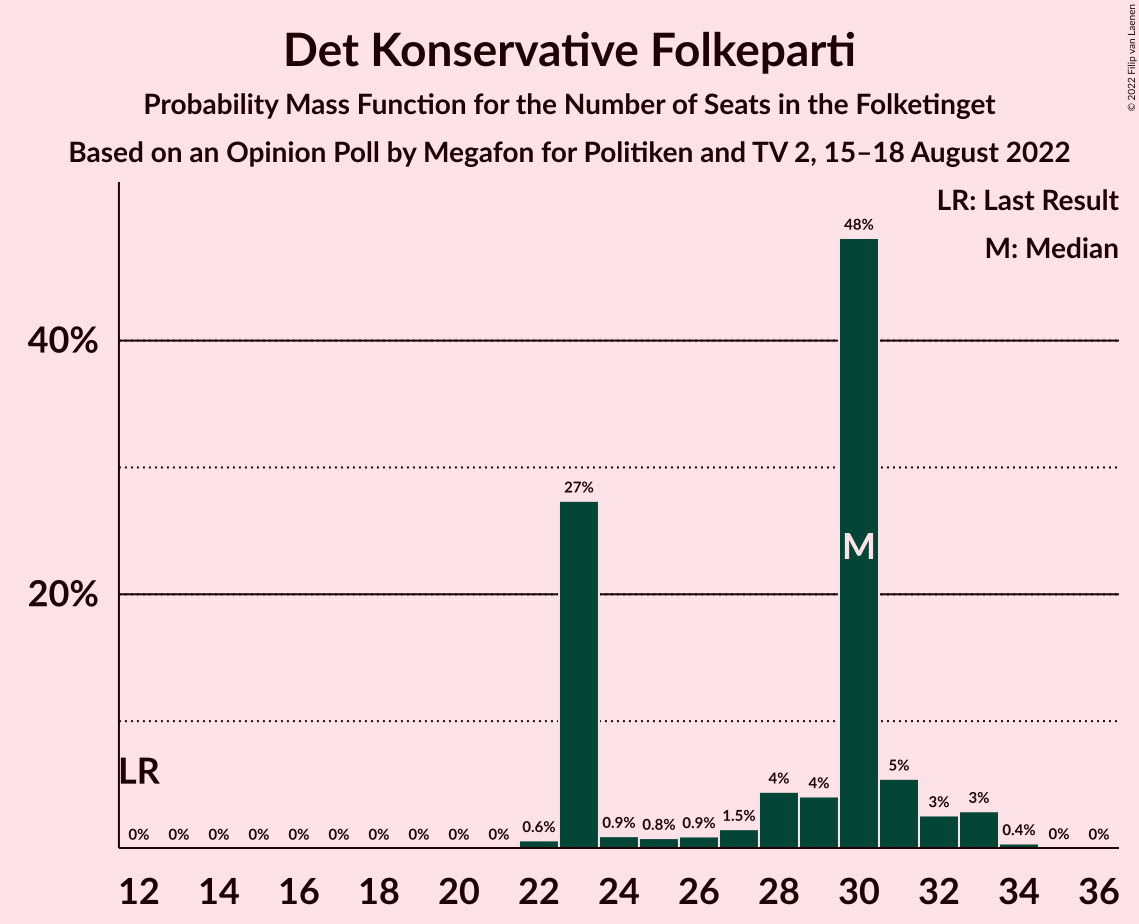 Det Konservative Folkeparti
Probability Mass Function for the Number of Seats in the Folketinget
Based on an Opinion Poll by Megafon for Politiken and TV 2, 15–18 August 2022
© 2022 Filip van Laenen
LR: Last Result
M: Median
48%
40%
27%
M
20%
LR
5%
4%
4%
3%
3%
1.5%
0.9%
0.8%
0.9%
0.6%
0.4%
0% 0% 0% 0% 0% 0% 0% 0% 0% 0% 0% 0%
12 14 16 18 20 22 24 26 28 30 32 34 36